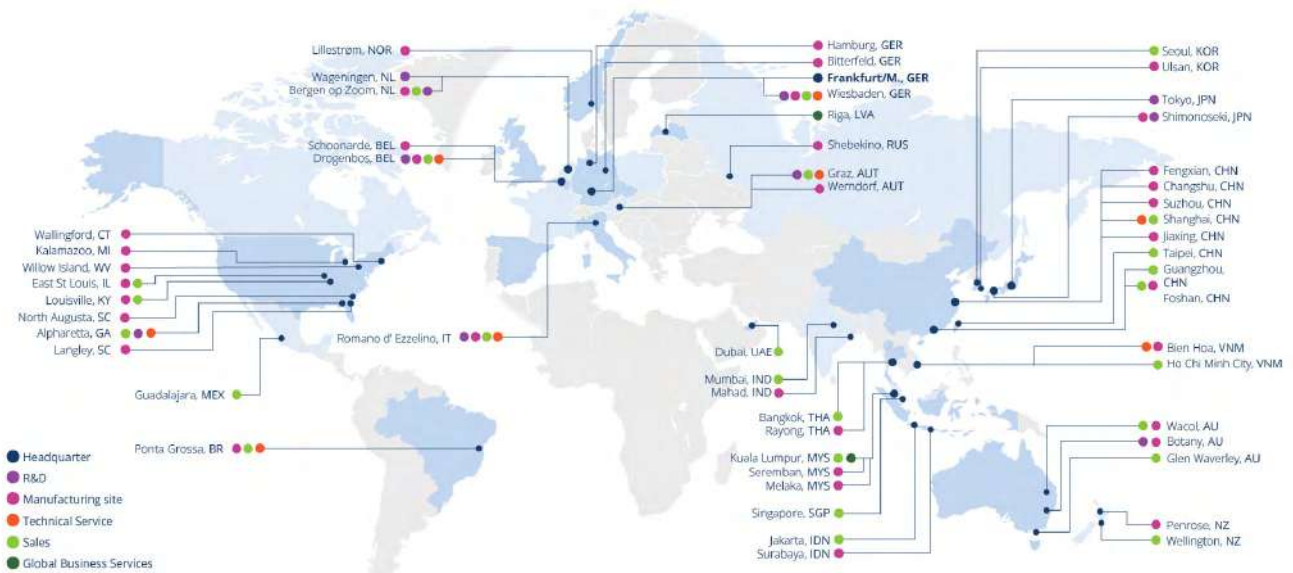 Lillestrøm, NOR
Wageningen, NL
Bergen op Zoom, NL
Schoonarde, BEL
Drogenbos, BEL
Wallingford, CT
Kalamazoo, MI
Willow Island, WV
East St Louis, IL
Louisville, KY
North Augusta, SC
Alpharetta, GA
Langley, SC
Guadalajara, MEX
Ponta Grossa, BR
Romano d' Ezzelino, IT
Hamburg, GER
Bitterfeld, GER
Frankfurt/M., GER
Wiesbaden, GER
Riga, LVA
Shebekino, RUS
Graz, AUT
Werndorf, AUT
Dubai, UAE
Mumbai, IND
Mahad, IND
Bangkok, THA
Rayong, THA
Kuala Lumpur, MYS
Seremban, MYS
Melaka, MYS
Singapore, SGP
Jakarta, IDN
Surabaya, IDN
Seoul, KOR
Ulsan, KOR
Tokyo, JPN
Shimonoseki, JPN
Fengxian, CHN
Changshu, CHN
Suzhou, CHN
Shanghai, CHN
Jiaxing, CHN
Taipei, CHN
Guangzhou,
CHN
Foshan, CHN
Bien Hoa, VNM
Ho Chi Minh City, VNM
Wacol, AU
Botany, AU
Glen Waverley, AU
Penrose, NZ
Wellington, NZ
Headquarter
R&D
Manufacturing site
Technical Service
Sales
Global Business Services